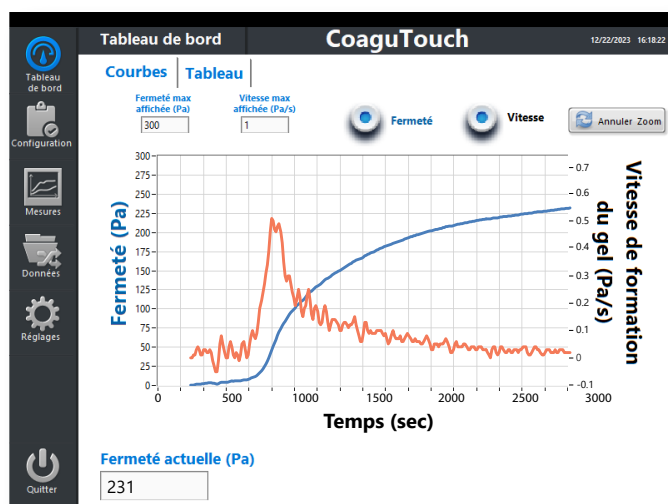 Tableau de bord
CoaguTouch
12/22/2023 16:18:22
Tableau
de bord
Configuration
Mesures
Données
Réglages
Quitter
Courbes
Tableau
Fermeté max
affichée (Pa)
300
Vitesse max
affichée (Pa/s)
1
Fermeté
Vitesse
Annuler Zoom
Fermeté (Pa)
300
275
250
225
200
175
150
125
100
75
50
25
0
0.7
0.6
0.5
0.4
0.3
0.2
0.1
0
-0.1
Vitesse de formation
du gel (Pa/s)
0 500 1000 1500 2000 2500 3000
Temps (sec)
Fermeté actuelle (Pa)
231